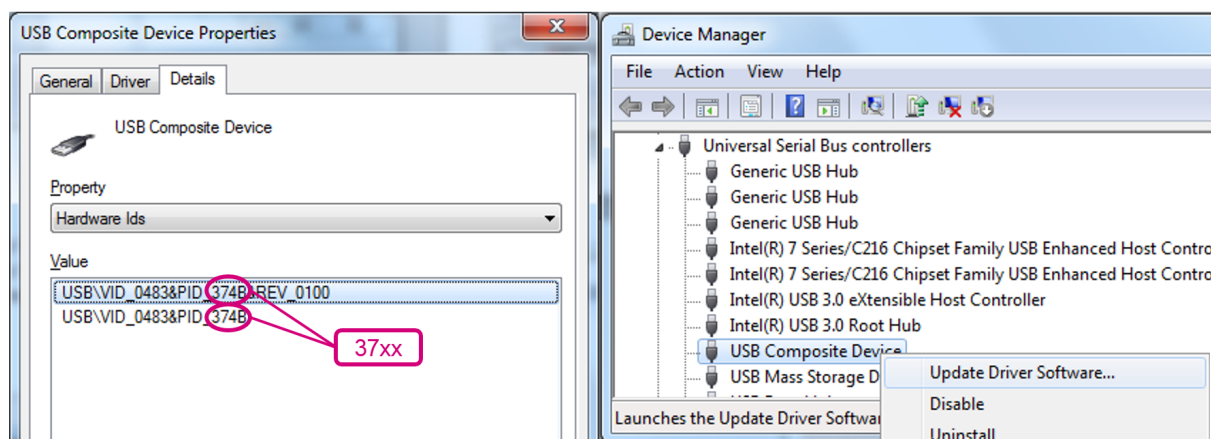 USB Composite Device Properties
General Driver Details
USB Composite Device
Property
Hardware Ids
Value
USB\VID_0483&PID_374B&REV_0100
USB\VID_0483&PID_374B
37xx
Device Manager
File Action View Help
Universal Serial Bus controllers
Generic USB Hub
Generic USB Hub
Generic USB Hub
Intel(R) 7 Series/C216 Chipset Family USB Enhanced Host Contro
Intel(R) 7 Series/C216 Chipset Family USB Enhanced Host Contro
Intel(R) USB 3.0 eXtensible Host Controller
Intel(R) USB 3.0 Root Hub
USB Composite Device
USB Mass Storage D
Launches the Update Driver Softwar
Update Driver Software...
Disable
Uninstall